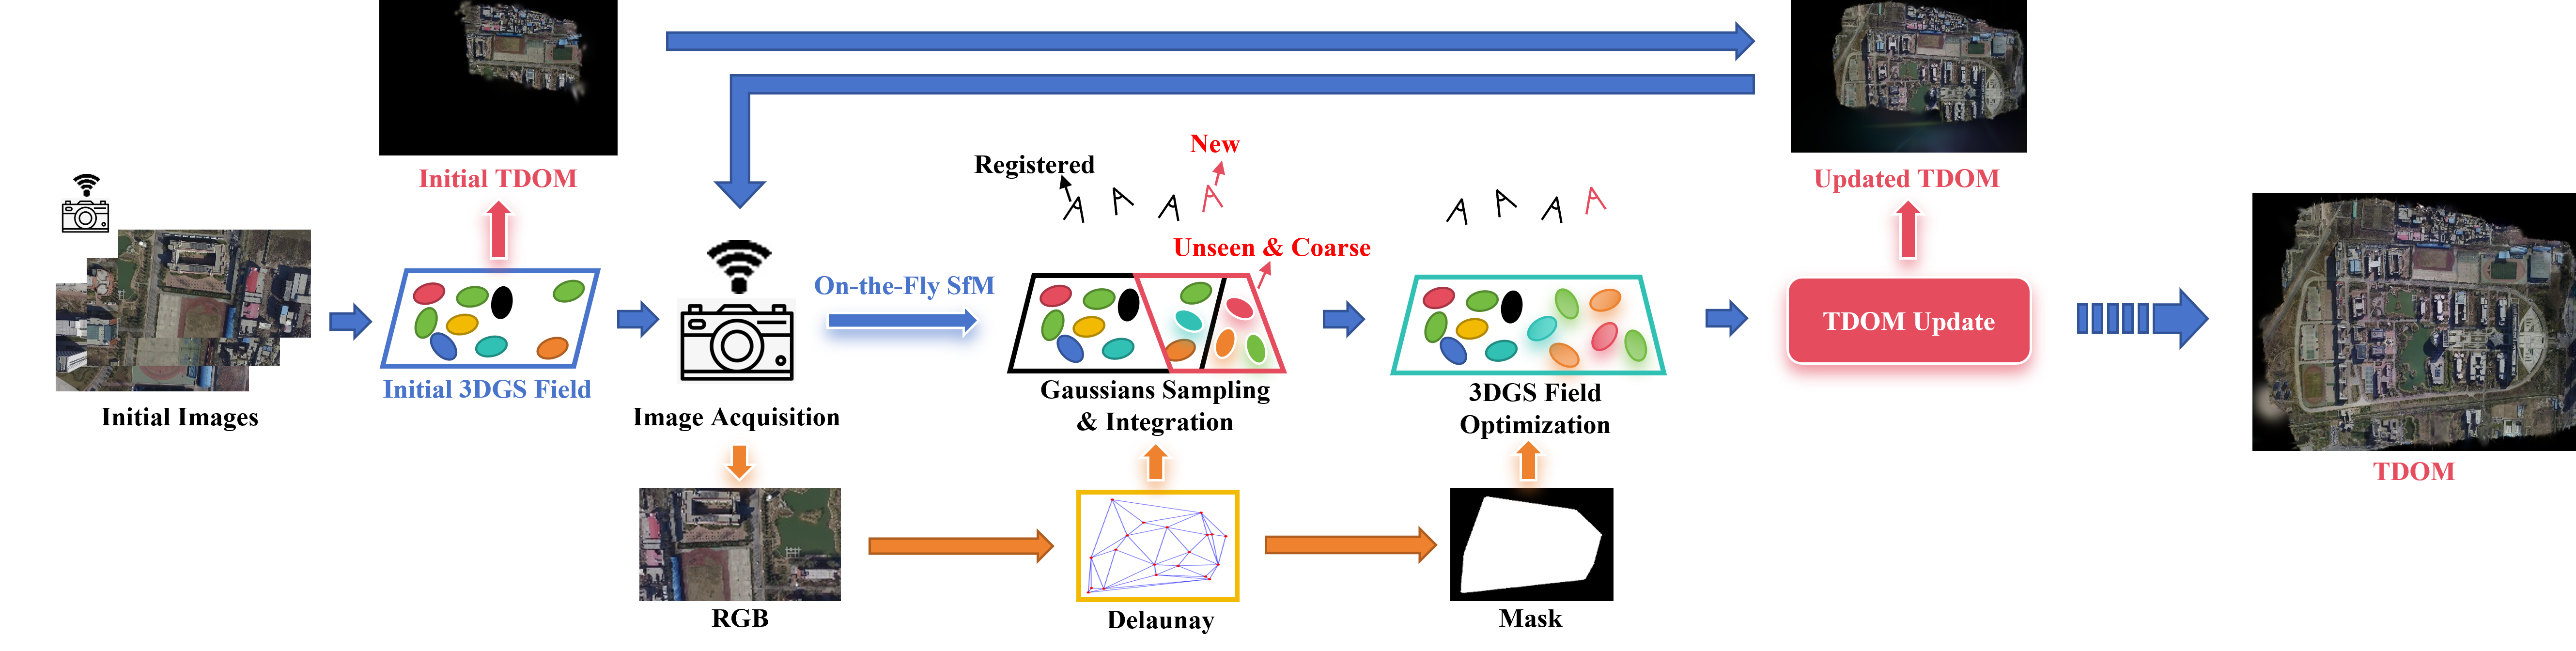 Initial TDOM
Initial Images
Initial 3DGS Field
Image Acquisition
On-the-Fly SfM
Registered
New
Unseen & Coarse
Gaussians Sampling
& Integration
3DGS Field
Optimization
TDOM Update
Updated TDOM
TDOM
RGB
Delaunay
Mask